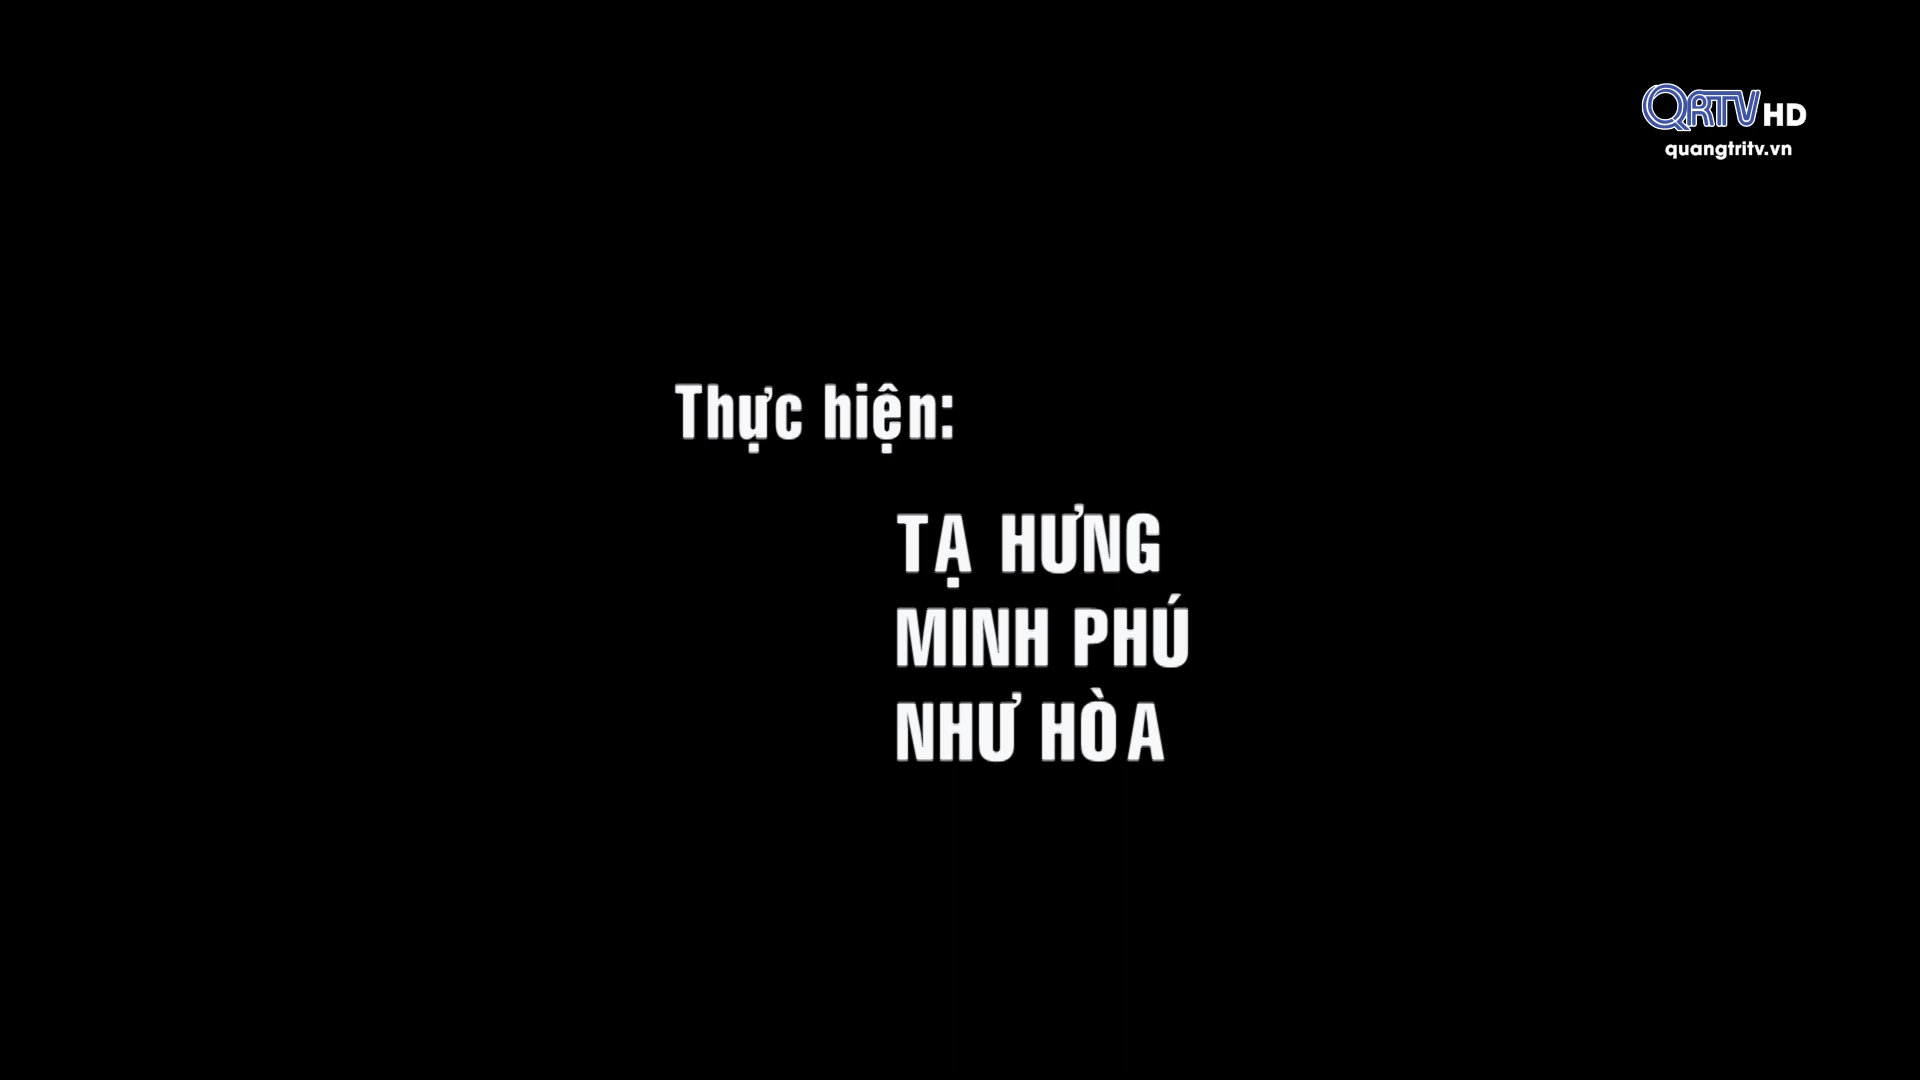 QRTV HD
quangtritv.vn
Thực hiện:
TẠ HƯNG
MINH PHÚ
NHƯ HÒA